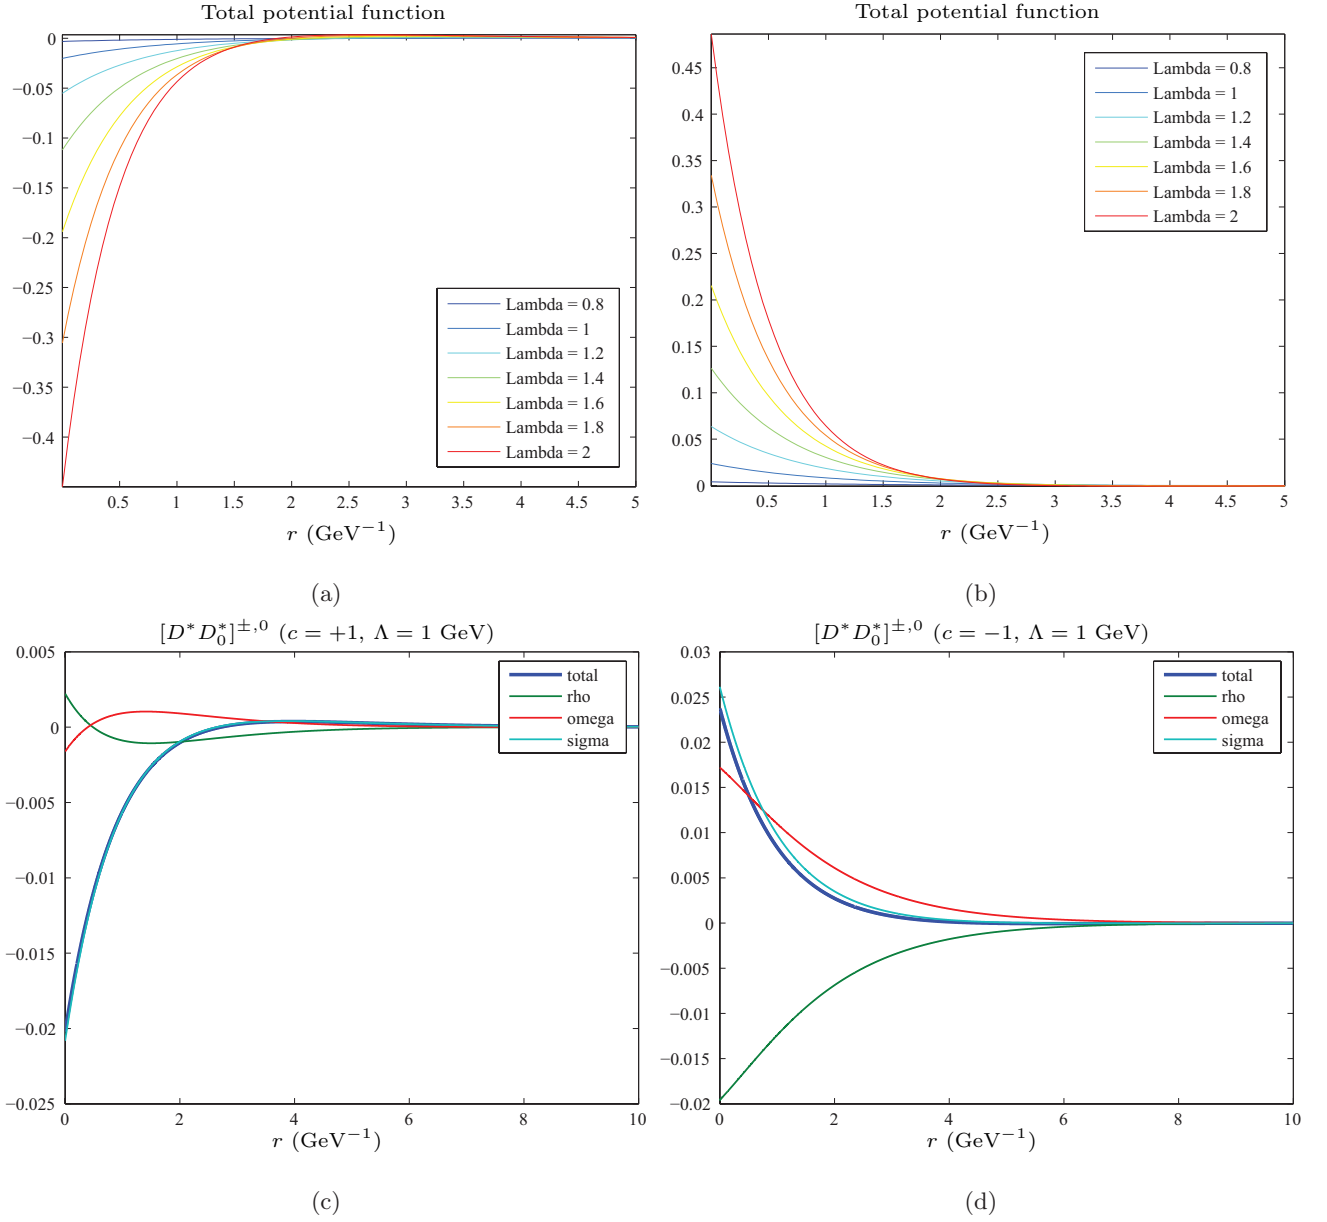 Total potential function
0
−0.05
−0.1
−0.15
−0.2
−0.25
−0.3
−0.35
−0.4
Lambda = 0.8
Lambda = 1
Lambda = 1.2
Lambda = 1.4
Lambda = 1.6
Lambda = 1.8
Lambda = 2
0.5 1 1.5 2 2.5 3 3.5 4 4.5 5
r (GeV⁻¹)
(a)
Total potential function
0.45
0.4
0.35
0.3
0.25
0.2
0.15
0.1
0.05
0
Lambda = 0.8
Lambda = 1
Lambda = 1.2
Lambda = 1.4
Lambda = 1.6
Lambda = 1.8
Lambda = 2
0.5 1 1.5 2 2.5 3 3.5 4 4.5 5
r (GeV⁻¹)
(b)
[D*D₀*]±,0 (c = +1, Λ = 1 GeV)
0.005
0
−0.005
−0.01
−0.015
−0.02
−0.025
total
rho
omega
sigma
0 2 4 6 8 10
r (GeV⁻¹)
(c)
[D*D₀*]±,0 (c = −1, Λ = 1 GeV)
0.03
0.025
0.02
0.015
0.01
0.005
0
−0.005
−0.01
−0.015
−0.02
total
rho
omega
sigma
0 2 4 6 8 10
r (GeV⁻¹)
(d)